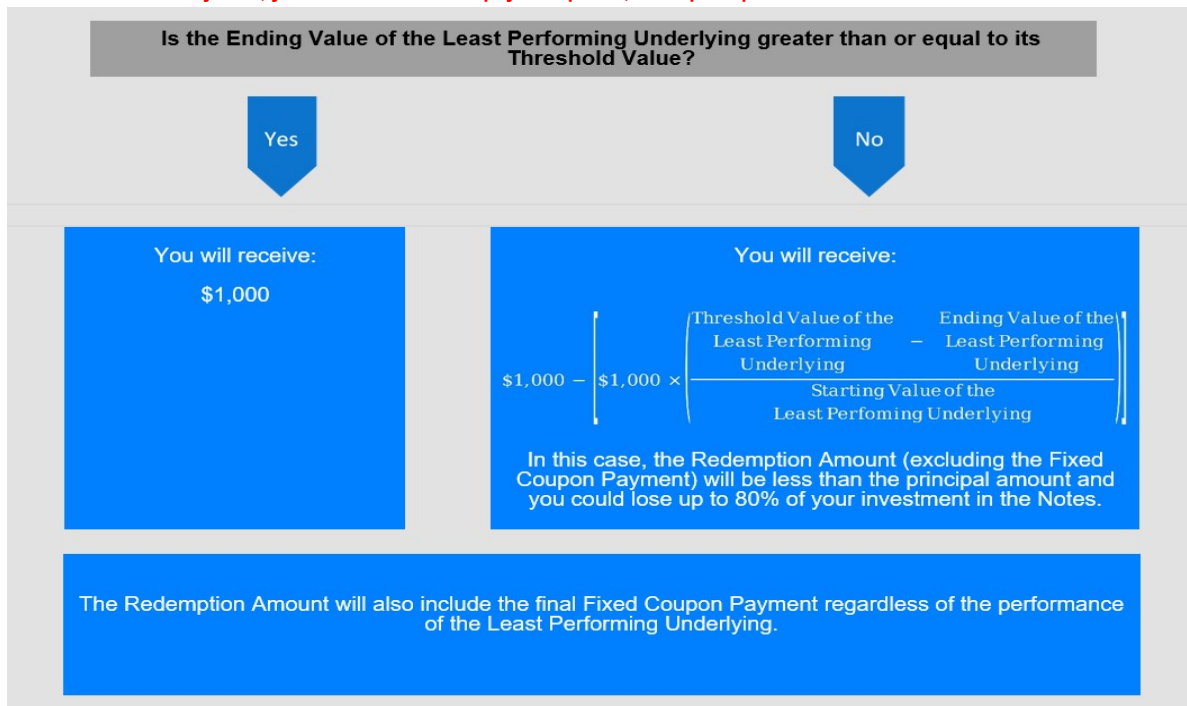 Is the Ending Value of the Least Performing Underlying greater than or equal to its
Threshold Value?
Yes
No
You will receive:
$1,000
You will receive:
$1,000 − [$1,000 × (
Threshold Value of the
Least Performing
Underlying
−
Ending Value of the
Least Performing
Underlying
Starting Value of the
Least Perfoming Underlying
)]
In this case, the Redemption Amount (excluding the Fixed
Coupon Payment) will be less than the principal amount and
you could lose up to 80% of your investment in the Notes.
The Redemption Amount will also include the final Fixed Coupon Payment regardless of the performance
of the Least Performing Underlying.